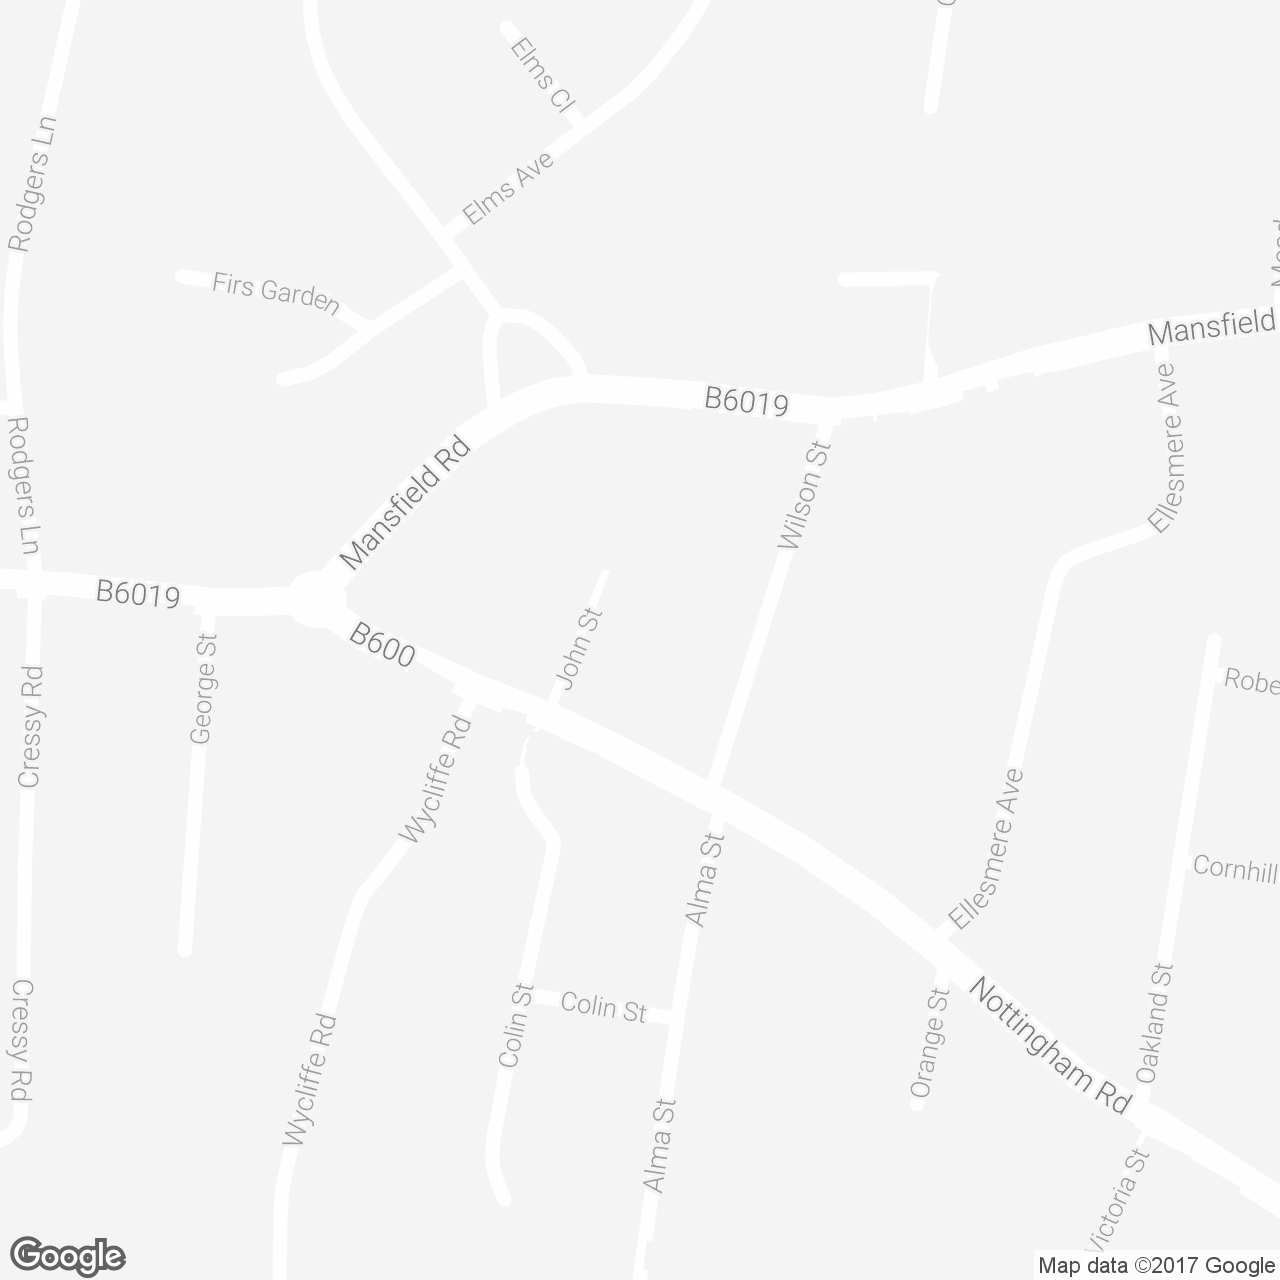 Elms Cl
Rodgers Ln
Elms Ave
Firs Garden
Mansfield
B6019
Ellesmere Ave
Mansfield Rd
Wilson St
Rodgers Ln
B6019
John St
B600
George St
Cressy Rd
Wycliffe Rd
Robe
Ellesmere Ave
Cornhill
Alma St
Colin St
Colin St
Nottingham Rd
Orange St
Oakland St
Cressy Rd
Wycliffe Rd
Alma St
Victoria St
Google
Map data ©2017 Google